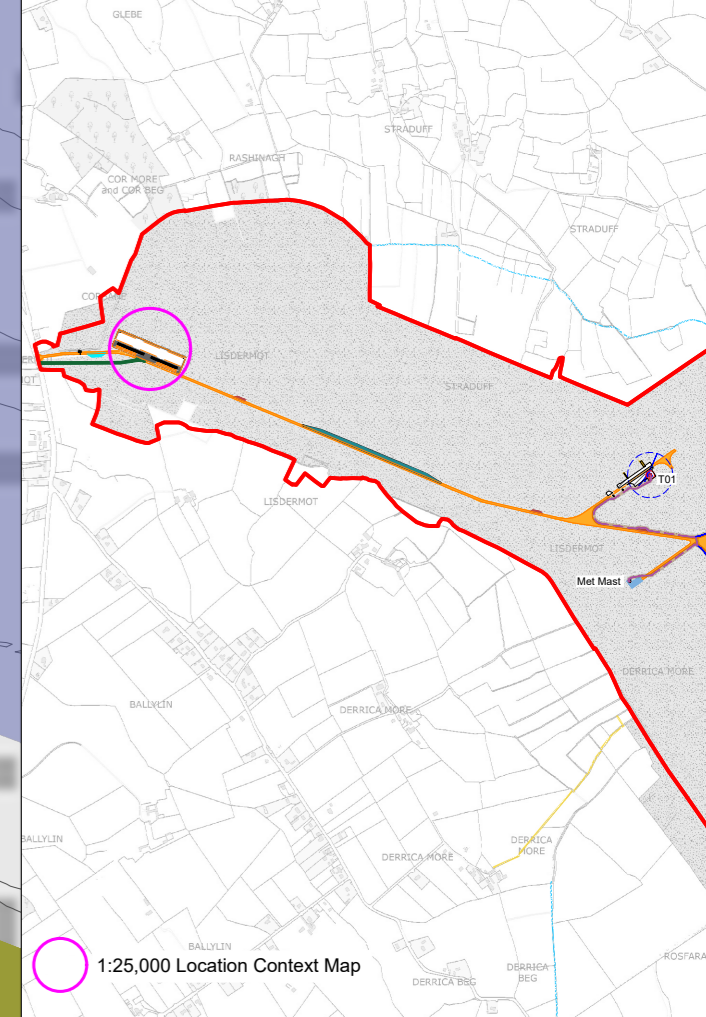 GLEBE
STRADUFF
RASHINAGH
COR MORE
and COR BEG
STRADUFF
LISDERMOT
STRADUFF
T01
LISDERMOT
LISDERMOT
Met Mast
DERRICA MORE
BALLYLIN
DERRICA MORE
BALLYLIN
DERRICA
MORE
DERRICA MORE
BALLYLIN
1:25,000 Location Context Map
DERRICA BEG
DERRICA
BEG
ROSFARA